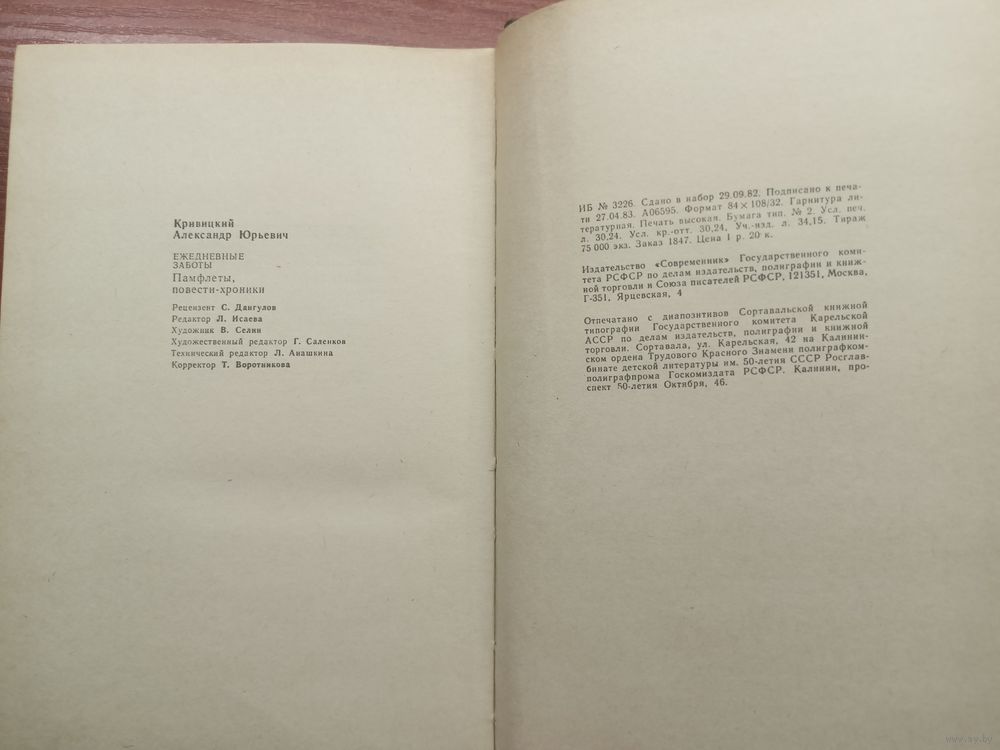 Кривицкий
Александр Юрьевич
ЕЖЕДНЕВНЫЕ
ЗАБОТЫ
Памфлеты,
повести-хроники
Рецензент С. Дангулов
Редактор Л. Исаева
Художник В. Селин
Художественный редактор Г. Саленков
Технический редактор Л. Анашкина
Корректор Т. Воротникова
ИБ № 3226. Сдано в набор 29.09.82. Подписано к печа-
ти 27.04.83. А06595. Формат 84×108/32. Гарнитура ли-
тературная. Печать высокая. Бумага тип. № 2. Усл. печ.
л. 30,24. Усл. кр.-отт. 30,24. Уч.-изд. л. 34,15. Тираж
75 000 экз. Заказ 1847. Цена 1 р. 20 к.
Издательство «Современник» Государственного коми-
тета РСФСР по делам издательств, полиграфии и книж-
ной торговли и Союза писателей РСФСР, 121351, Москва,
Г-351, Ярцевская, 4
Отпечатано с диапозитивов Сортавальской книжной
типографии Государственного комитета Карельской
АССР по делам издательств, полиграфии и книжной
торговли. Сортавала, ул. Карельская, 42 на Калинин-
ском ордена Трудового Красного Знамени полиграфком-
бинате детской литературы им. 50-летия СССР Росглав-
полиграфпрома Госкомиздата РСФСР. Калинин, про-
спект 50-летия Октября, 46.
www.av.by